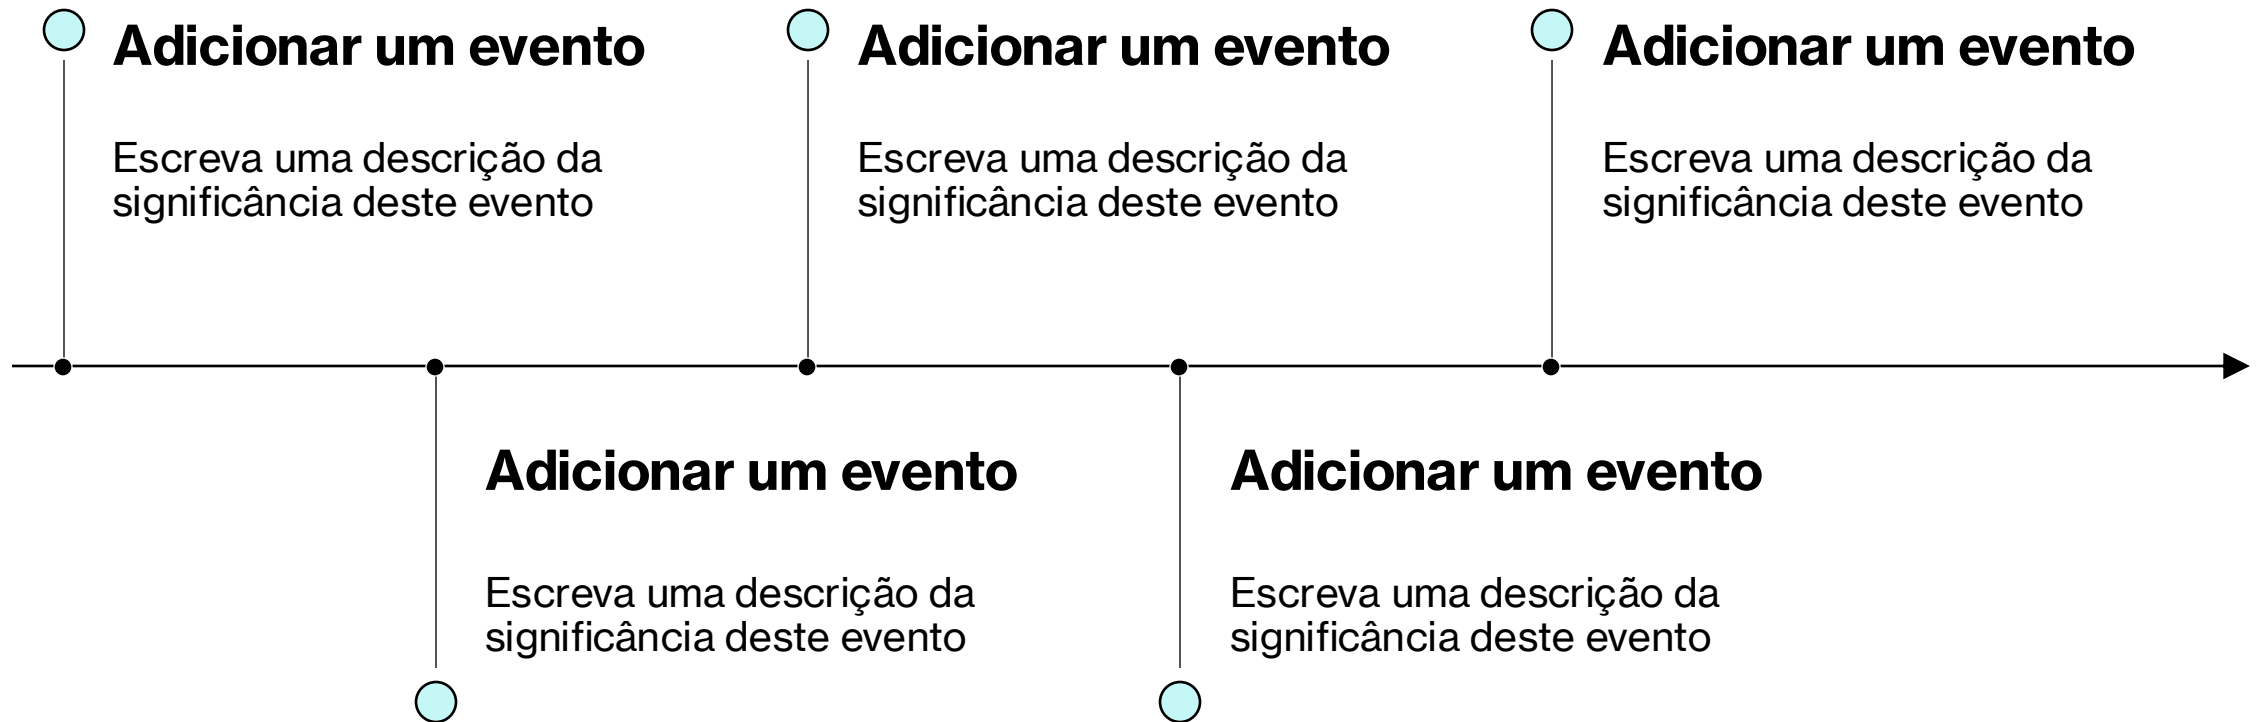 Adicionar um evento
Escreva uma descrição da
significância deste evento
Adicionar um evento
Escreva uma descrição da
significância deste evento
Adicionar um evento
Escreva uma descrição da
significância deste evento
Adicionar um evento
Escreva uma descrição da
significância deste evento
Adicionar um evento
Escreva uma descrição da
significância deste evento